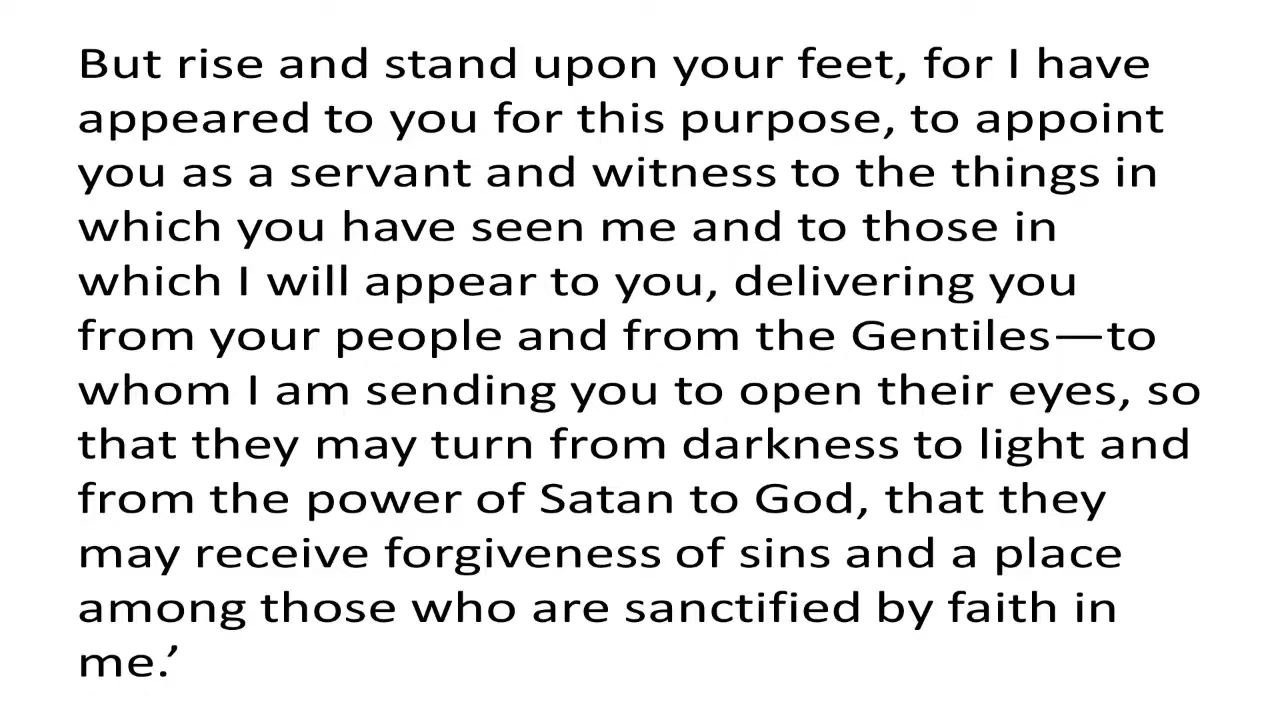 But rise and stand upon your feet, for I have
appeared to you for this purpose, to appoint
you as a servant and witness to the things in
which you have seen me and to those in
which I will appear to you, delivering you
from your people and from the Gentiles—to
whom I am sending you to open their eyes, so
that they may turn from darkness to light and
from the power of Satan to God, that they
may receive forgiveness of sins and a place
among those who are sanctified by faith in
me.’